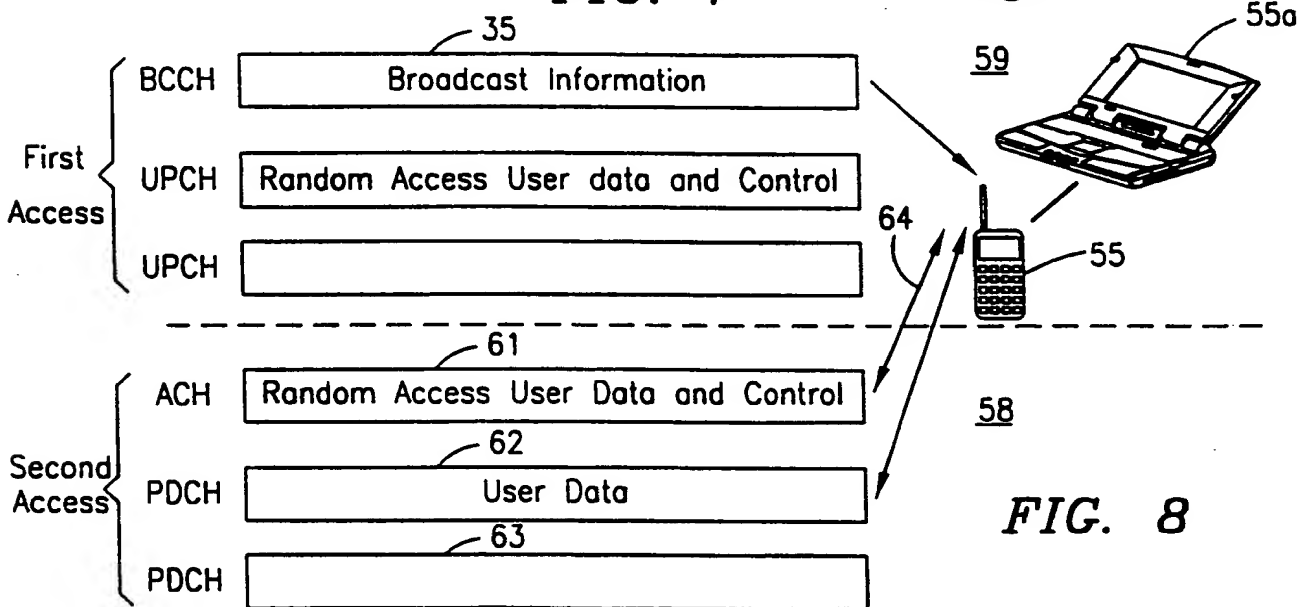 55a
35
59
BCCH
Broadcast Information
First
Access
UPCH
Random Access User data and Control
64
55
UPCH
61
ACH
Random Access User Data and Control
58
62
Second
Access
PDCH
User Data
FIG. 8
63
PDCH